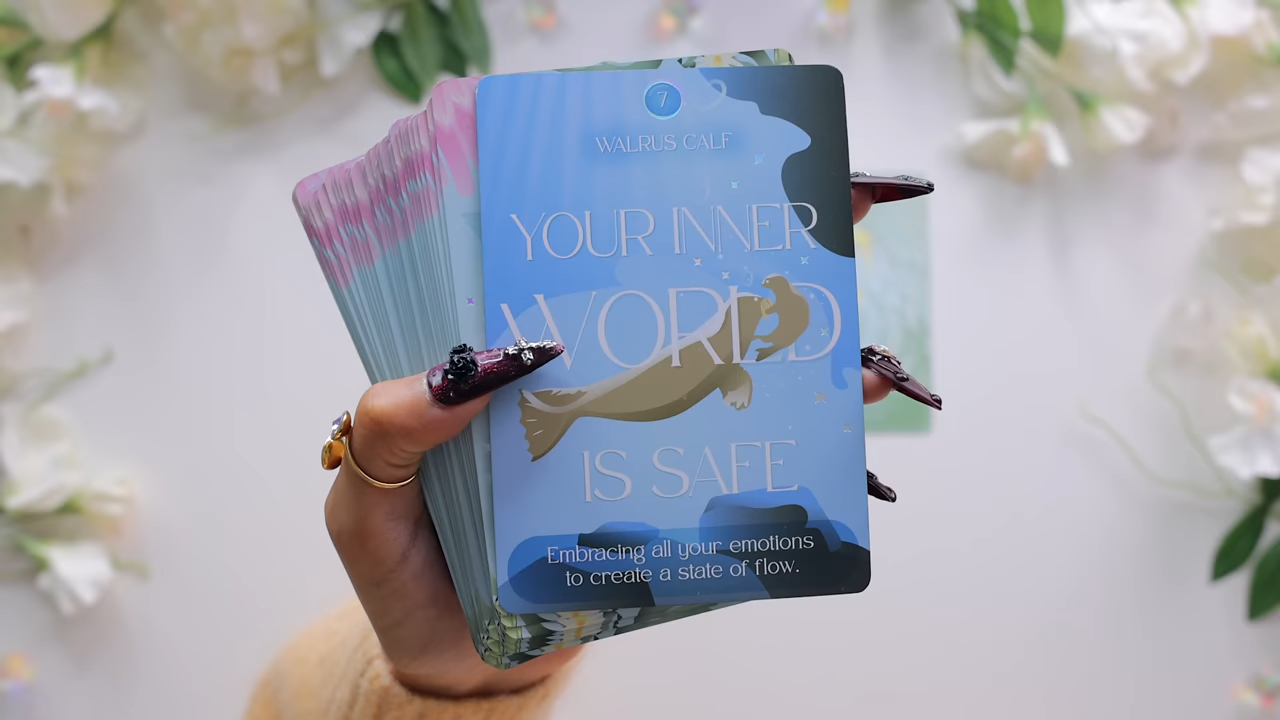 7
WALRUS CALF
YOUR INNER
WORLD
IS SAFE
Embracing all your emotions
to create a state of flow.